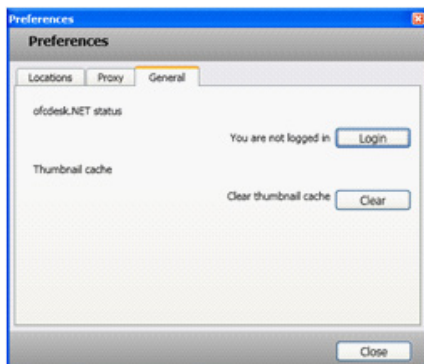 Preferences
Preferences
Locations Proxy General
ofcdesk.NET status
You are not logged in Login
Thumbnail cache
Clear thumbnail cache Clear
Close